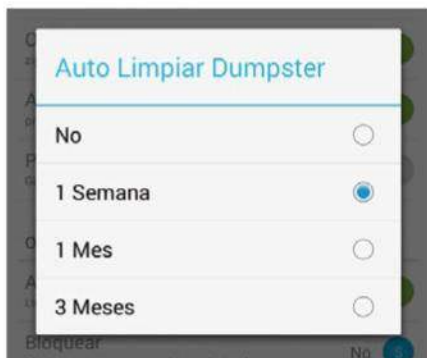 Auto Limpiar Dumpster
No
1 Semana
1 Mes
3 Meses
Bloquear
No